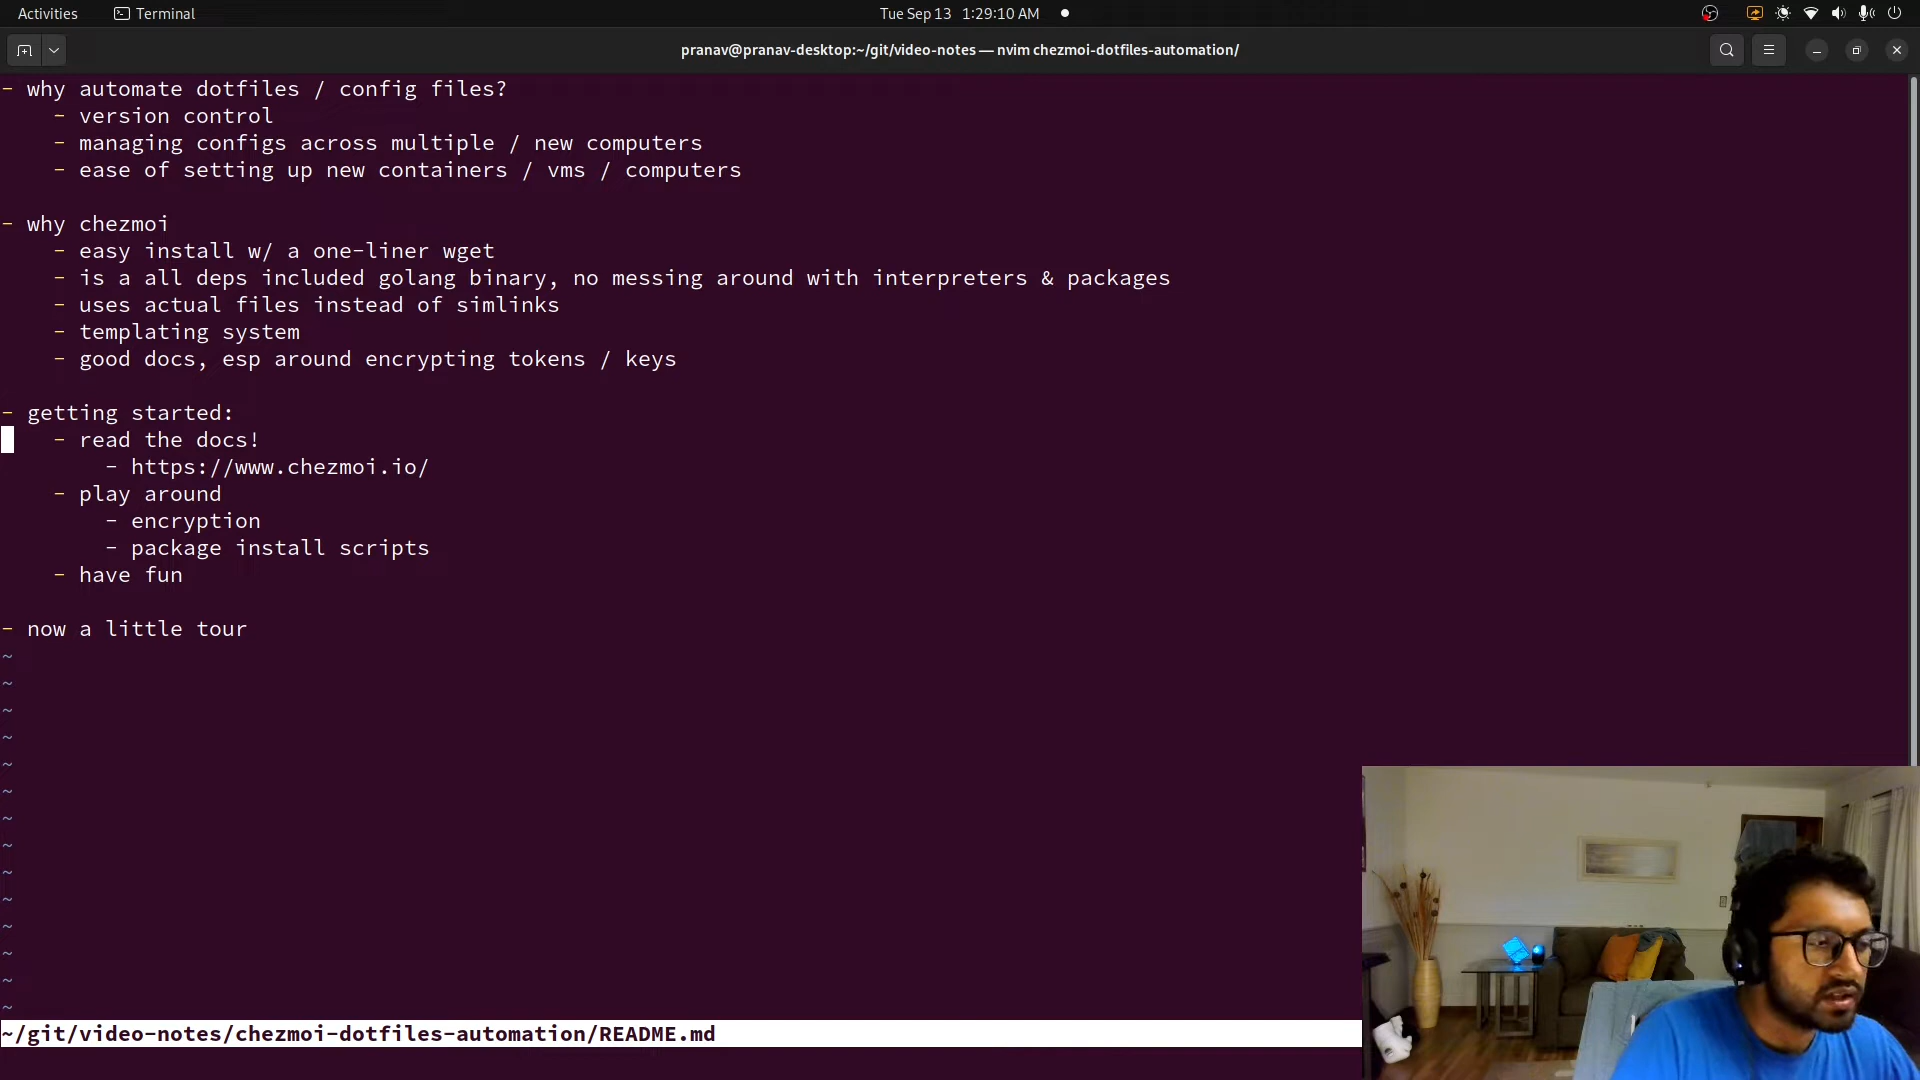 Activities Terminal Tue Sep 13 1:29:10 AM
pranav@pranav-desktop:~/git/video-notes — nvim chezmoi-dotfiles-automation/
- why automate dotfiles / config files?
- version control
- managing configs across multiple / new computers
- ease of setting up new containers / vms / computers
- why chezmoi
- easy install w/ a one-liner wget
- is a all deps included golang binary, no messing around with interpreters & packages
- uses actual files instead of simlinks
- templating system
- good docs, esp around encrypting tokens / keys
- getting started:
- read the docs!
- https://www.chezmoi.io/
- play around
- encryption
- package install scripts
- have fun
- now a little tour
~
~
~
~
~
~
~
~
~
~
~
~
~
~
~/git/video-notes/chezmoi-dotfiles-automation/README.md